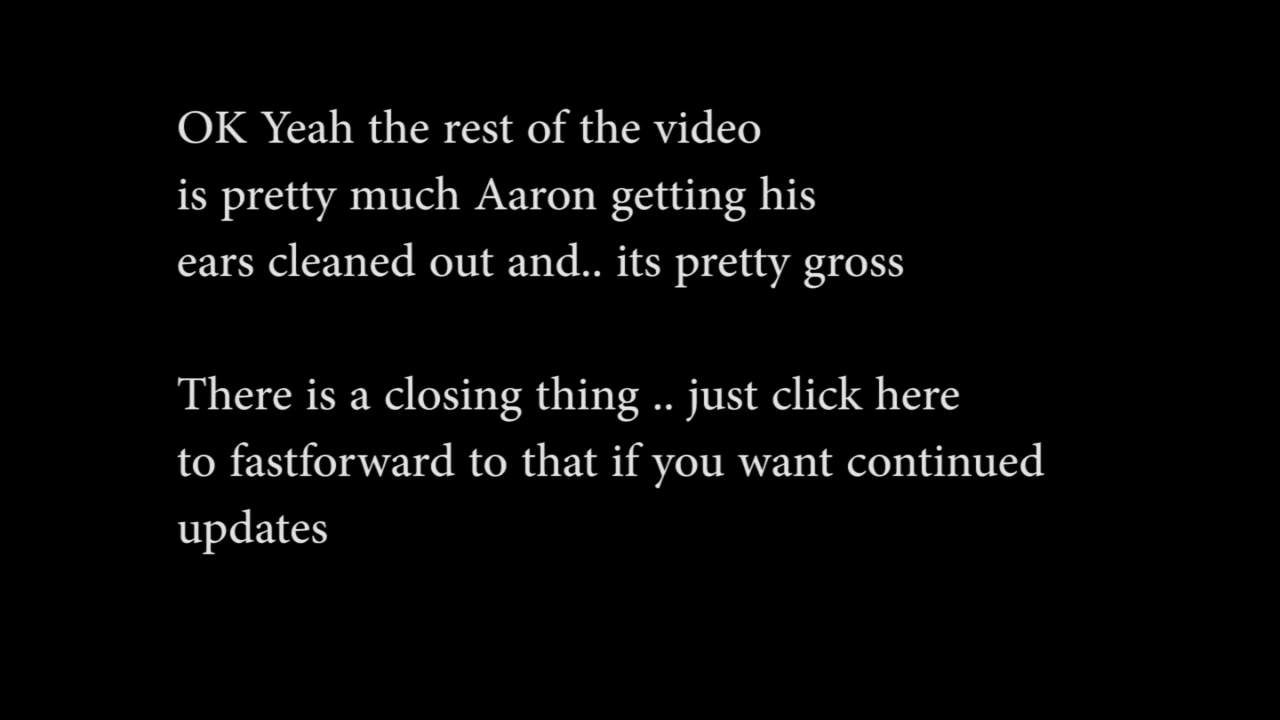 OK Yeah the rest of the video
is pretty much Aaron getting his
ears cleaned out and.. its pretty gross
There is a closing thing .. just click here
to fastforward to that if you want continued
updates